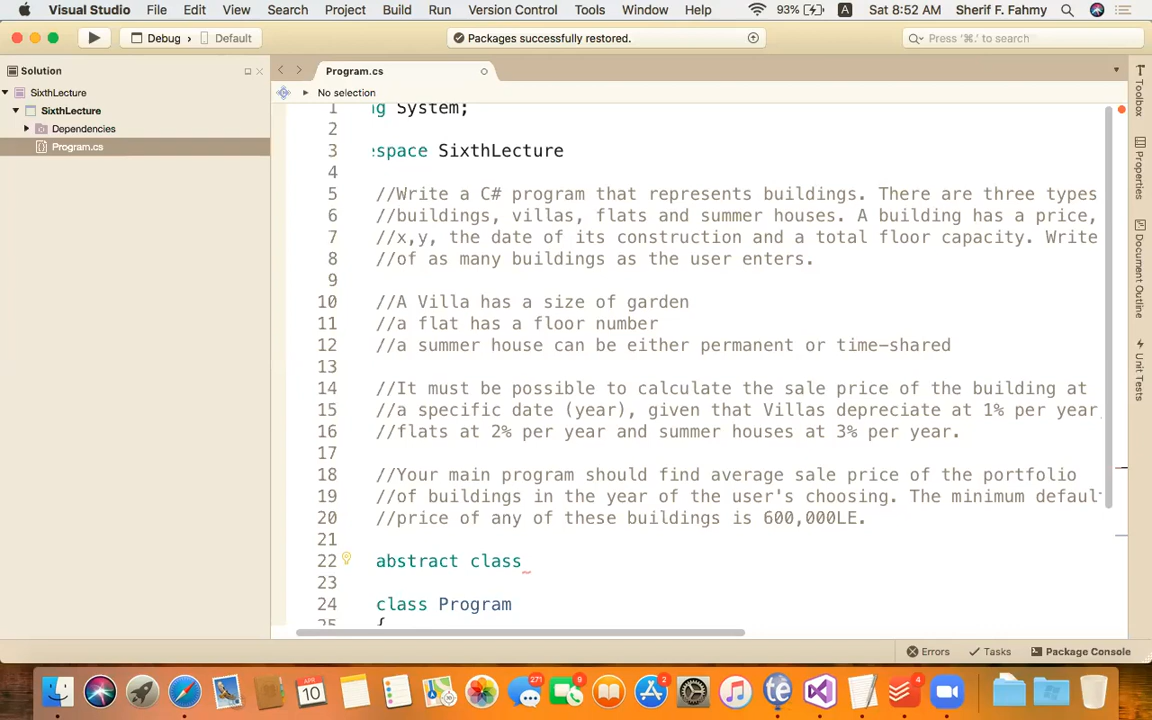 Visual Studio File Edit View Search Project Build Run Version Control Tools Window Help 93% A Sat 8:52 AM Sherif F. Fahmy
Debug › Default Packages successfully restored. Press ‘⌘.’ to search
Solution Program.cs
No selection
SixthLecture
SixthLecture
Dependencies
Program.cs
1 ng System;
2
3 espace SixthLecture
4
5 //Write a C# program that represents buildings. There are three types
6 //buildings, villas, flats and summer houses. A building has a price,
7 //x,y, the date of its construction and a total floor capacity. Write
8 //of as many buildings as the user enters.
9
10 //A Villa has a size of garden
11 //a flat has a floor number
12 //a summer house can be either permanent or time-shared
13
14 //It must be possible to calculate the sale price of the building at
15 //a specific date (year), given that Villas depreciate at 1% per year,
16 //flats at 2% per year and summer houses at 3% per year.
17
18 //Your main program should find average sale price of the portfolio
19 //of buildings in the year of the user's choosing. The minimum default
20 //price of any of these buildings is 600,000LE.
21
22 abstract class
23
24 class Program
25 {
Toolbox
Properties
Document Outline
Unit Tests
Errors Tasks Package Console
APR
10
271
9
2
4